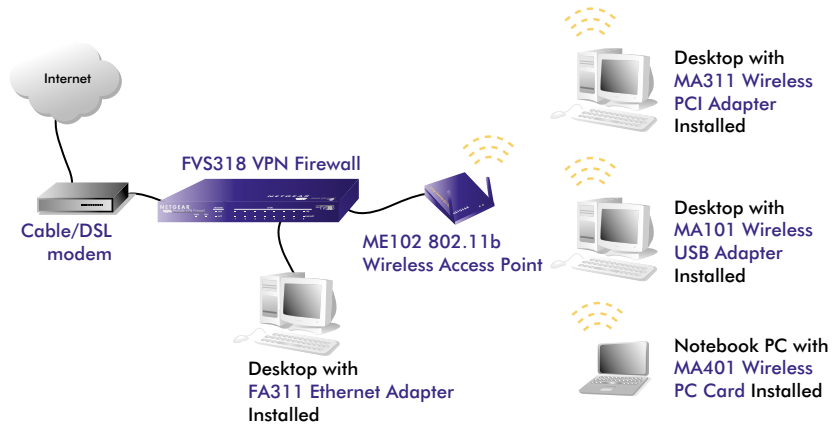 Internet
Desktop with
MA311 Wireless
PCI Adapter
Installed
FVS318 VPN Firewall
NETGEAR
NETGEAR
Cable/DSL
modem
ME102 802.11b
Wireless Access Point
Desktop with
MA101 Wireless
USB Adapter
Installed
Desktop with
FA311 Ethernet Adapter
Installed
Notebook PC with
MA401 Wireless
PC Card Installed